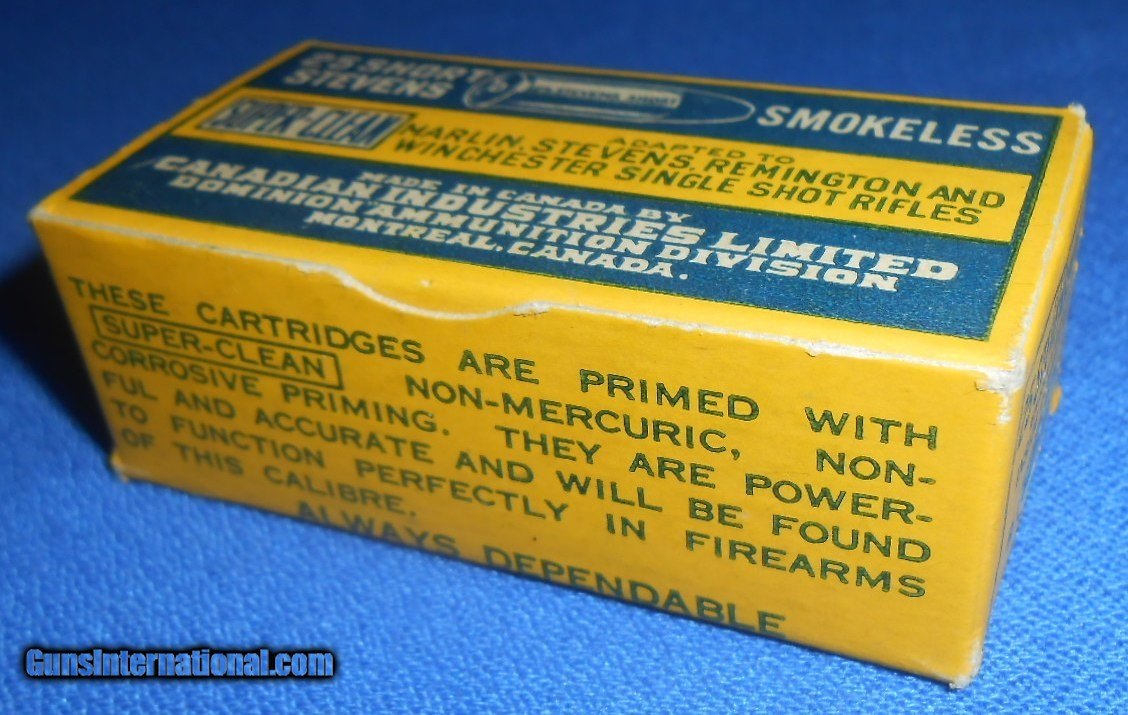 25 SHORT
STEVENS
SMOKELESS
SUPER-CLEAN
ADAPTED TO
MARLIN, STEVENS, REMINGTON AND
WINCHESTER SINGLE SHOT RIFLES
MADE IN CANADA BY
CANADIAN INDUSTRIES LIMITED
DOMINION AMMUNITION DIVISION
MONTREAL, CANADA.
THESE CARTRIDGES ARE PRIMED WITH
SUPER-CLEAN NON-MERCURIC, NON-
CORROSIVE PRIMING. THEY ARE POWER-
FUL AND ACCURATE AND WILL BE FOUND
TO FUNCTION PERFECTLY IN FIREARMS
OF THIS CALIBRE.
ALWAYS DEPENDABLE
GunsInternational.com